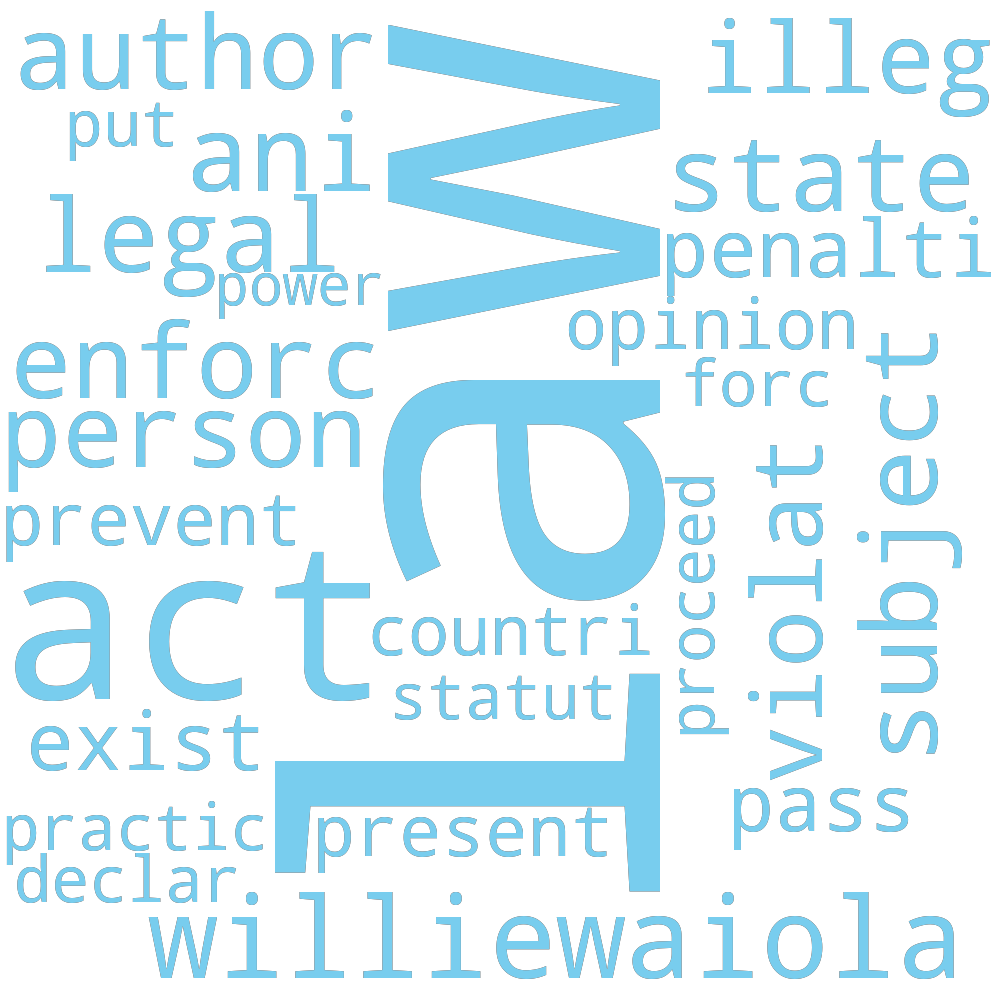 author
illeg
put
ani
state
legal
penalti
power
opinion
enforc
forc
person
law
subject
violat
prevent
proceed
act
countri
statut
exist
pass
practic
present
declar
williewaiola